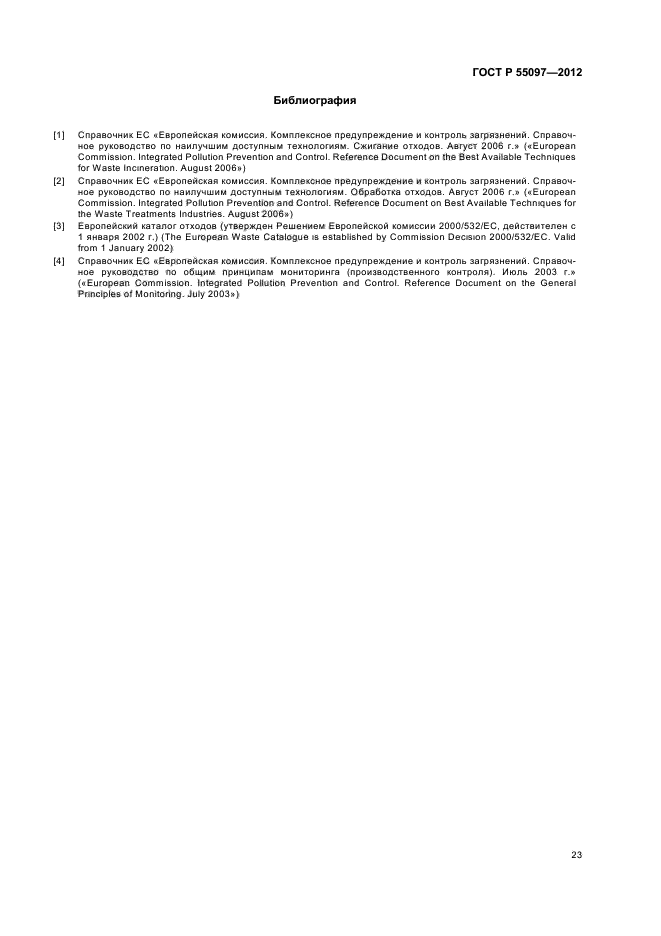 ГОСТ Р 55097—2012
Библиография
[1] Справочник ЕС «Европейская комиссия. Комплексное предупреждение и контроль загрязнений. Справоч-
ное руководство по наилучшим доступным технологиям. Сжигание отходов. Август 2006 г.» («European
Commission. Integrated Pollution Prevention and Control. Reference Document on the Best Available Techniques
for Waste Incineration. August 2006»)
[2] Справочник ЕС «Европейская комиссия. Комплексное предупреждение и контроль загрязнений. Справоч-
ное руководство по наилучшим доступным технологиям. Обработка отходов. Август 2006 г.» («European
Commission. Integrated Pollution Prevention and Control. Reference Document on Best Available Techniques for
the Waste Treatments Industries. August 2006»)
[3] Европейский каталог отходов (утвержден Решением Европейской комиссии 2000/532/ЕС, действителен с
1 января 2002 г.) (The European Waste Catalogue is established by Commission Decision 2000/532/EC. Valid
from 1 January 2002)
[4] Справочник ЕС «Европейская комиссия. Комплексное предупреждение и контроль загрязнений. Справоч-
ное руководство по общим принципам мониторинга (производственного контроля). Июль 2003 г.»
(«European Commission. Integrated Pollution Prevention and Control. Reference Document on the General
Principles of Monitoring. July 2003»)
23